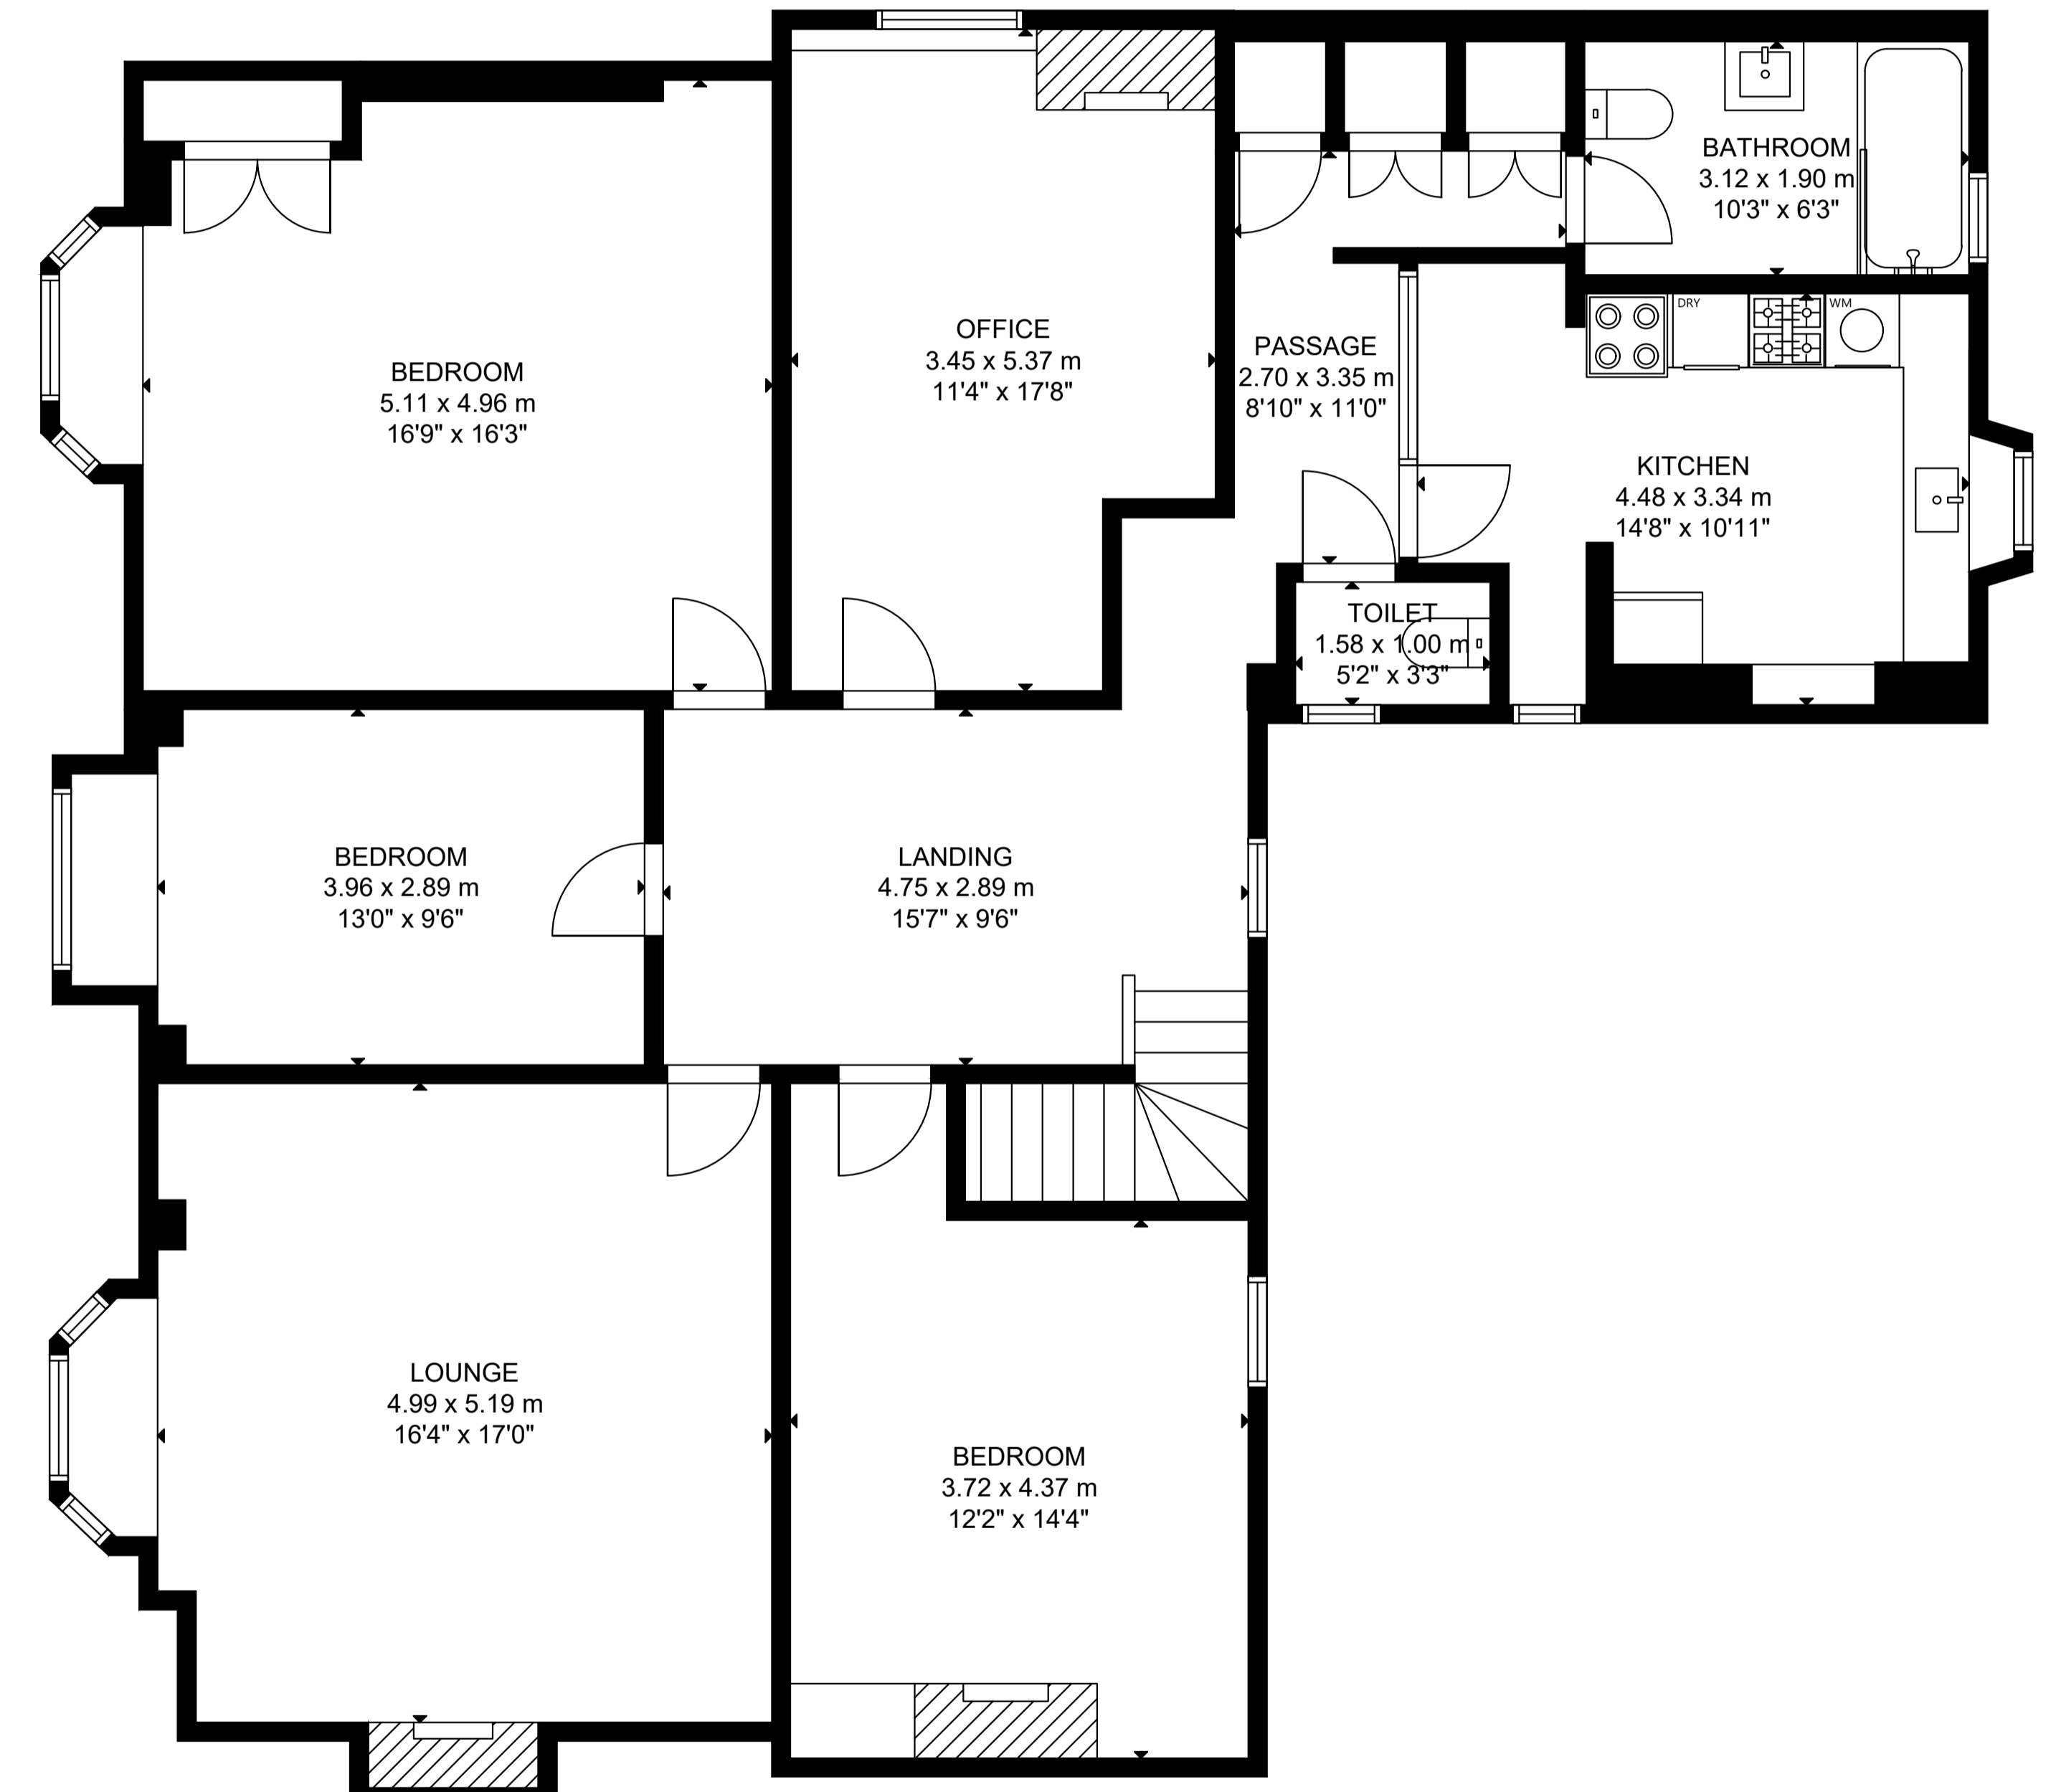 BATHROOM
3.12 x 1.90 m
10'3" x 6'3"
DRY
WM
OFFICE
3.45 x 5.37 m
11'4" x 17'8"
PASSAGE
2.70 x 3.35 m
8'10" x 11'0"
BEDROOM
5.11 x 4.96 m
16'9" x 16'3"
KITCHEN
4.48 x 3.34 m
14'8" x 10'11"
TOILET
1.58 x 1.00 m
5'2" x 3'3"
BEDROOM
3.96 x 2.89 m
13'0" x 9'6"
LANDING
4.75 x 2.89 m
15'7" x 9'6"
LOUNGE
4.99 x 5.19 m
16'4" x 17'0"
BEDROOM
3.72 x 4.37 m
12'2" x 14'4"